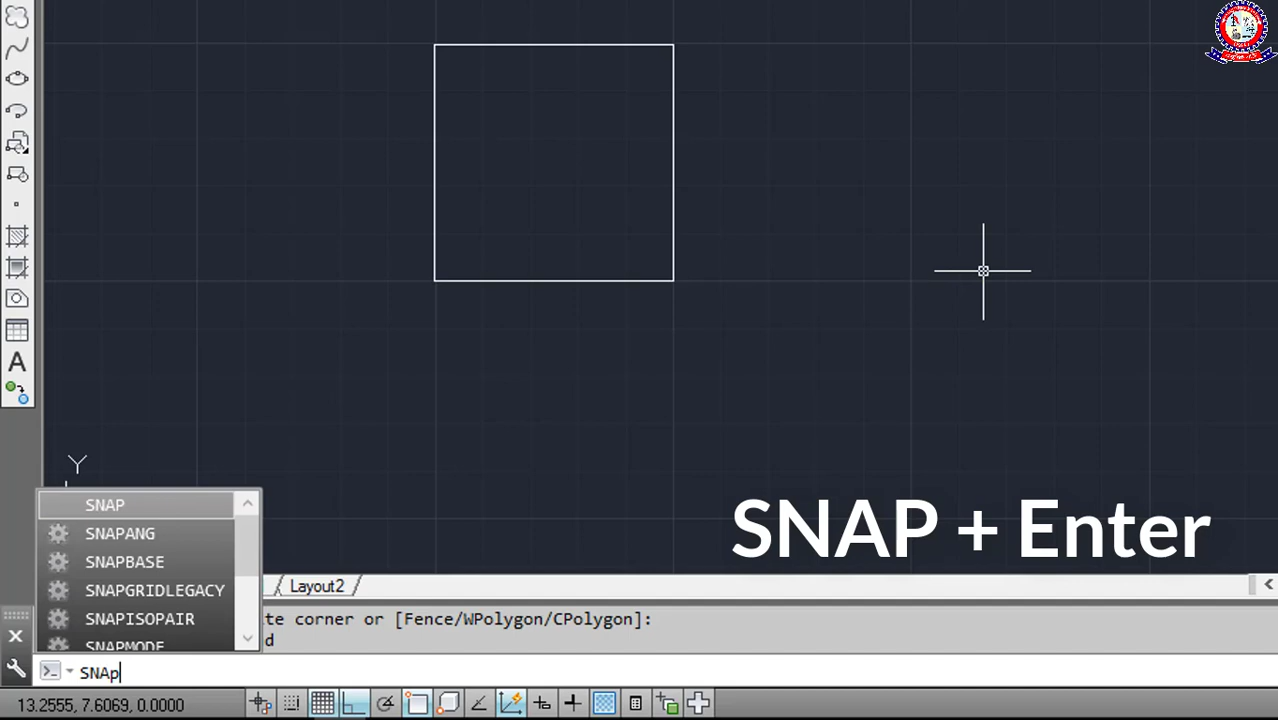 A
Y
SNAP
SNAPANG
SNAPBASE
SNAPGRIDLEGACY
SNAPISOPAIR
SNAPMODE
SNAP + Enter
Layout2
te corner or [Fence/WPolygon/CPolygon]:
d
SNAp
13.2555, 7.6069, 0.0000